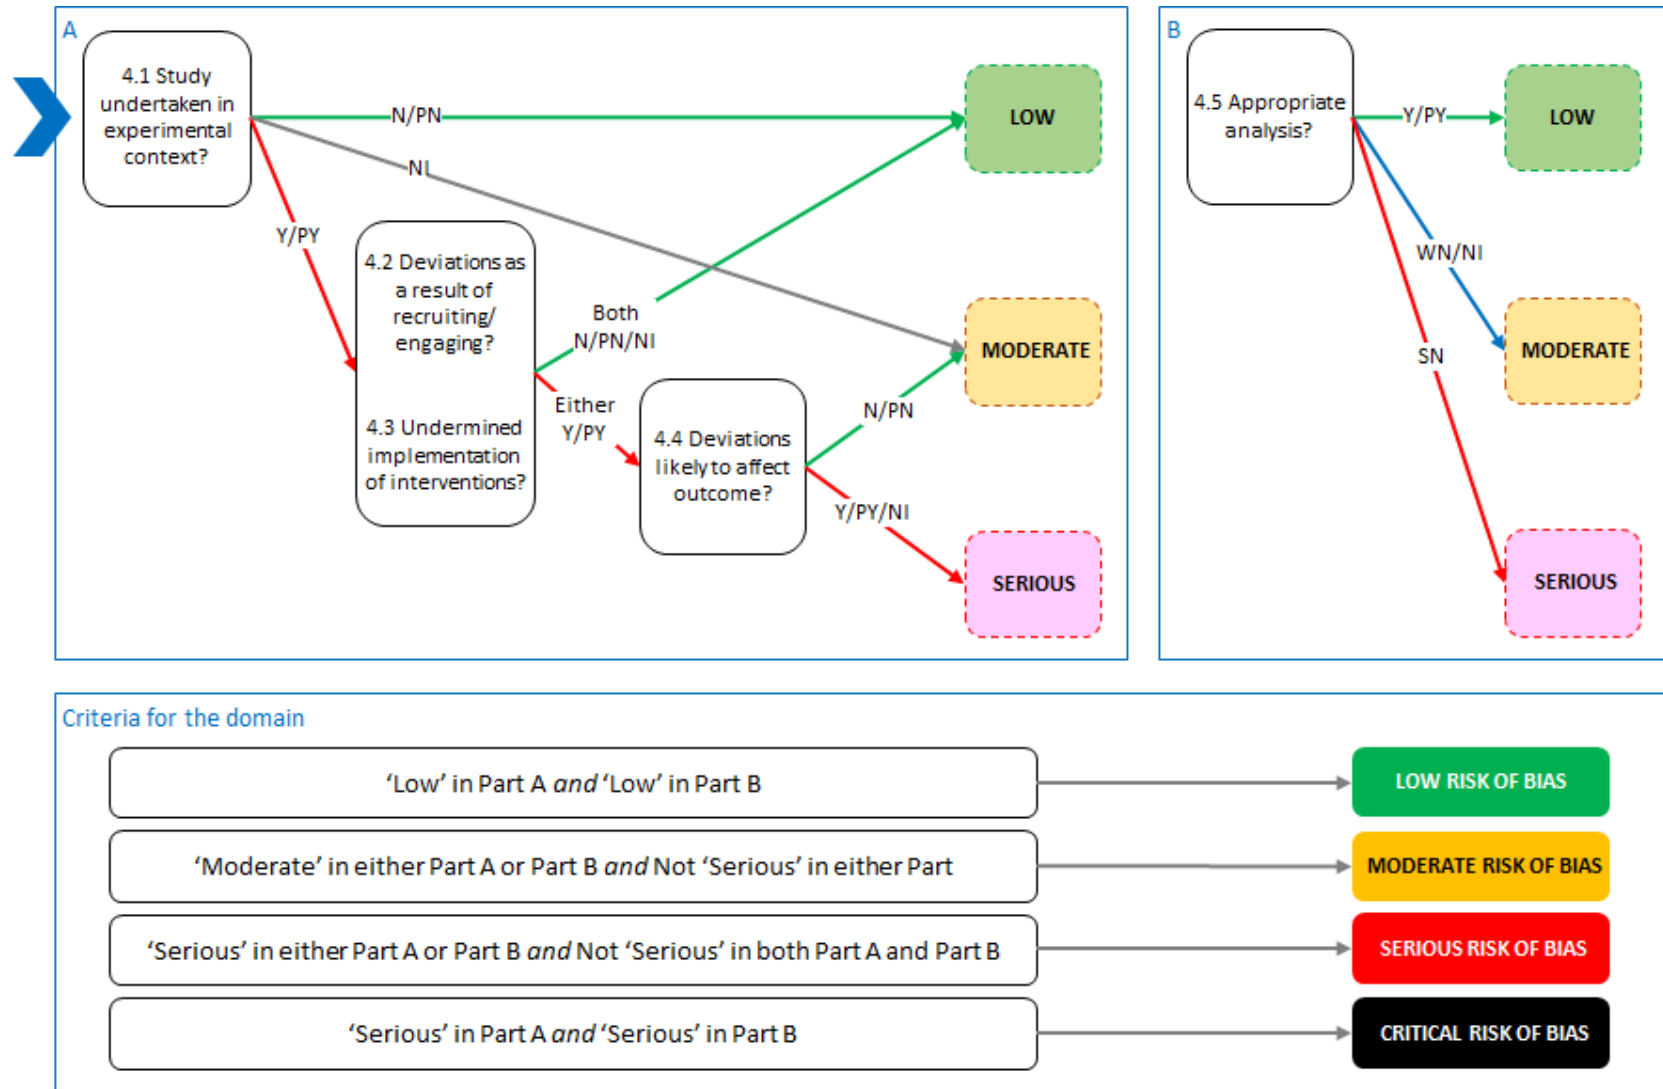 A
4.1 Study
undertaken in
experimental
context?
N/PN
NI
Y/PY
LOW
4.2 Deviations as
a result of
recruiting/
engaging?
4.3 Undermined
implementation
of interventions?
Both
N/PN/NI
Either
Y/PY
4.4 Deviations
likely to affect
outcome?
N/PN
Y/PY/NI
MODERATE
SERIOUS
B
4.5 Appropriate
analysis?
Y/PY
WN/NI
SN
LOW
MODERATE
SERIOUS
Criteria for the domain
‘Low’ in Part A and ‘Low’ in Part B
LOW RISK OF BIAS
‘Moderate’ in either Part A or Part B and Not ‘Serious’ in either Part
MODERATE RISK OF BIAS
‘Serious’ in either Part A or Part B and Not ‘Serious’ in both Part A and Part B
SERIOUS RISK OF BIAS
‘Serious’ in Part A and ‘Serious’ in Part B
CRITICAL RISK OF BIAS